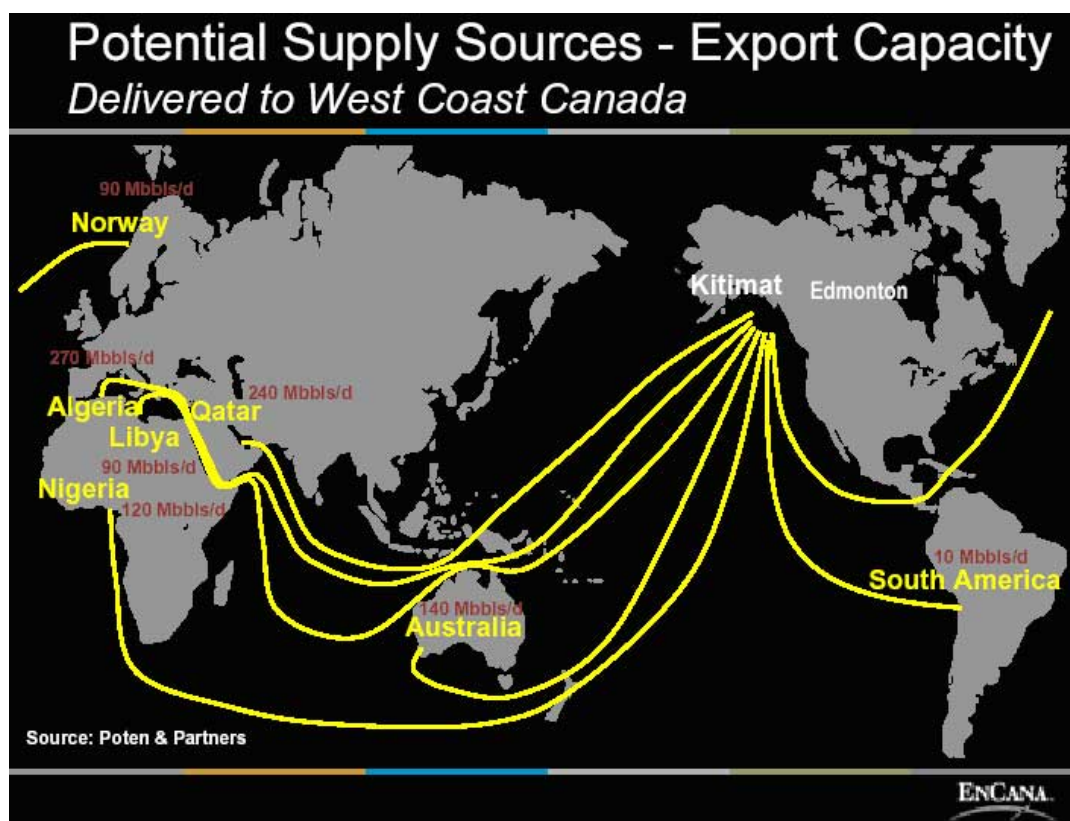 Potential Supply Sources - Export Capacity
Delivered to West Coast Canada
90 Mbbls/d
Norway
Kitimat
Edmonton
270 Mbbls/d
240 Mbbls/d
Algeria
Qatar
Libya
90 Mbbls/d
Nigeria
120 Mbbls/d
10 Mbbls/d
South America
140 Mbbls/d
Australia
Source: Poten & Partners
ENCANA